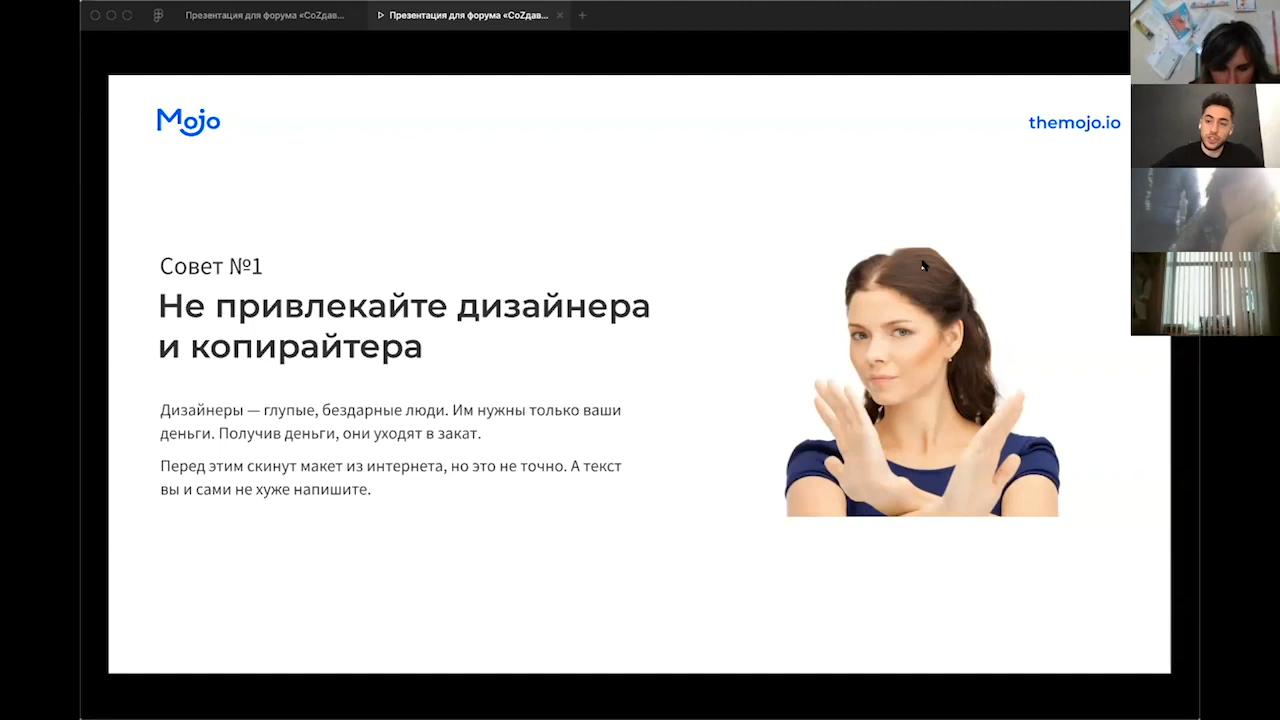 Презентация для форума «CoZдав...
Презентация для форума «CoZдав...
Mojo
themojo.io
Совет №1
Не привлекайте дизайнера
и копирайтера
Дизайнеры — глупые, бездарные люди. Им нужны только ваши
деньги. Получив деньги, они уходят в закат.
Перед этим скинут макет из интернета, но это не точно. А текст
вы и сами не хуже напишите.